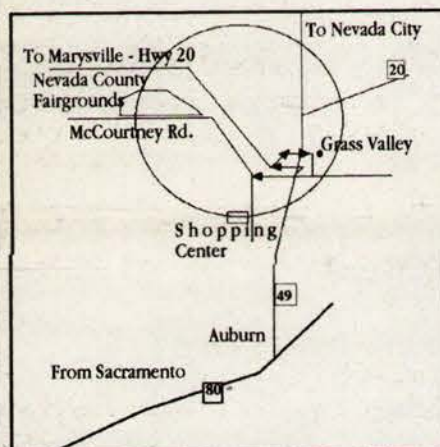 To Nevada City
To Marysville - Hwy 20
20
Nevada County
Fairgrounds
McCourtney Rd.
Grass Valley
Shopping
Center
49
Auburn
From Sacramento
80